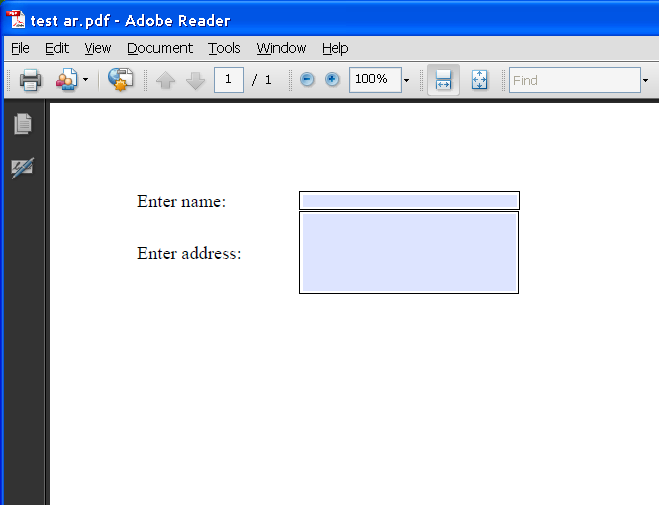 test ar.pdf - Adobe Reader
File Edit View Document Tools Window Help
1 / 1 100% Find
Enter name:
Enter address: